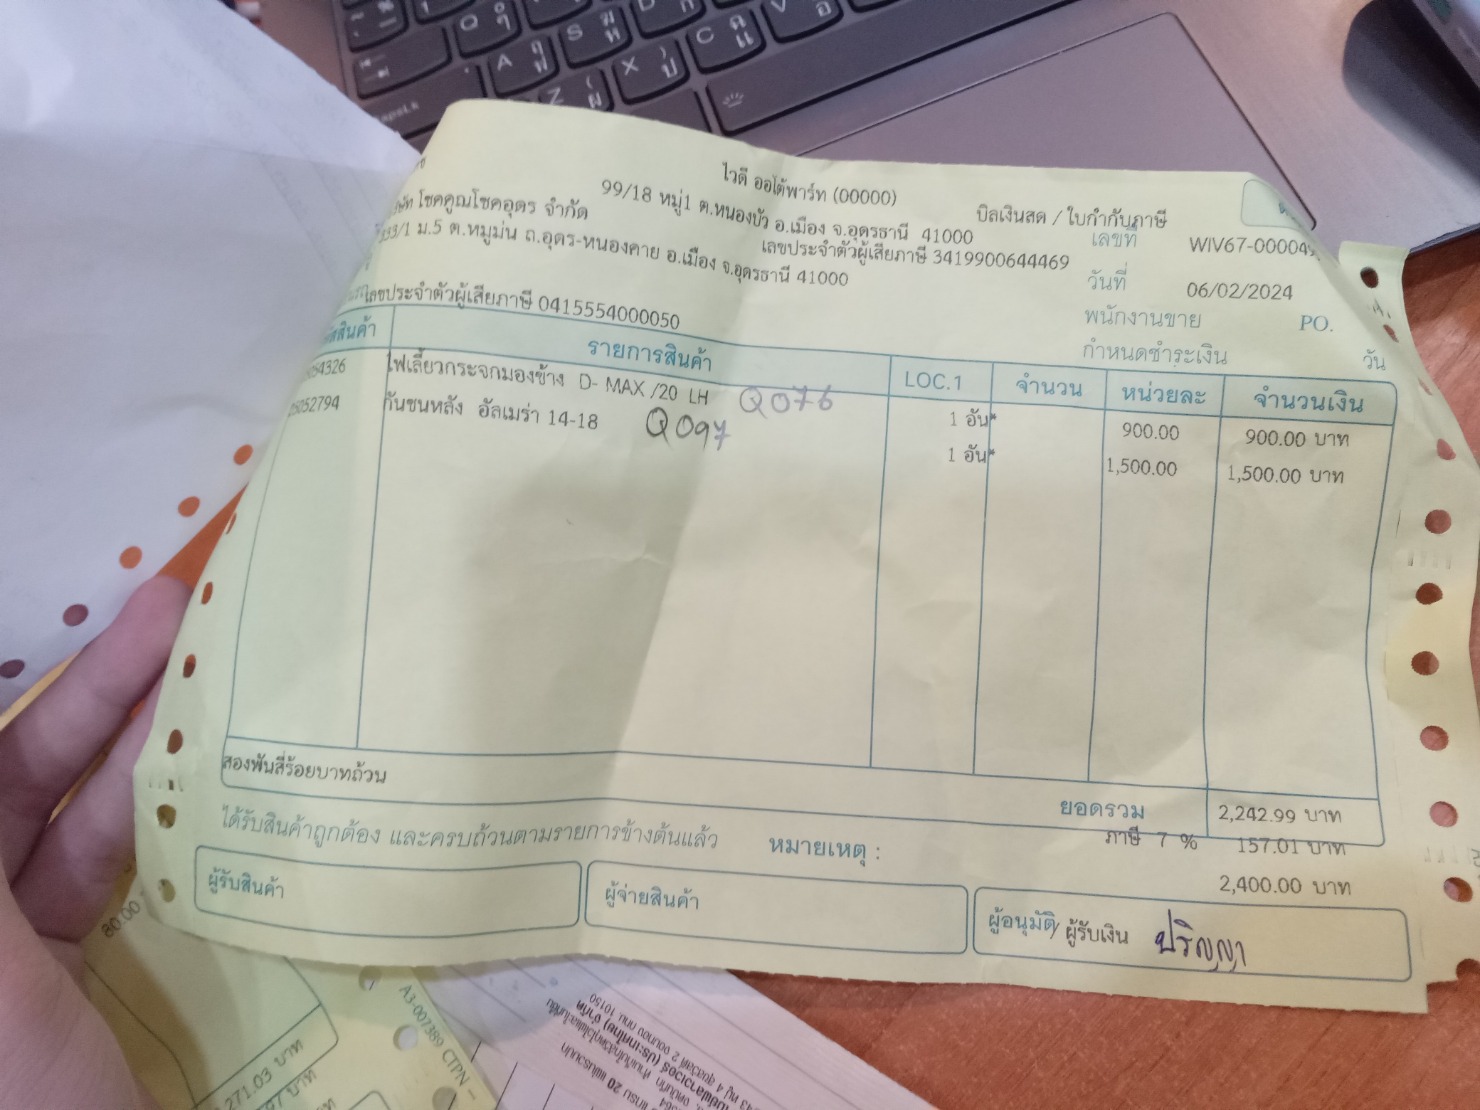 ไวดี ออโต้พาร์ท (00000)
99/18 หมู่1 ต.หนองบัว อ.เมือง จ.อุดรธานี 41000
เลขประจำตัวผู้เสียภาษี 3419900644469
บิลเงินสด / ใบกำกับภาษี
โชคคูณโชคอุดร จำกัด
333/1 ม.5 ต.หมูม่น ถ.อุดร-หนองคาย อ.เมือง จ.อุดรธานี 41000
เลขประจำตัวผู้เสียภาษี 0415554000050
เลขที่ WIV67-000049
วันที่ 06/02/2024
พนักงานขาย PO.
กำหนดชำระเงิน วัน
รายการสินค้า LOC.1 จำนวน หน่วยละ จำนวนเงิน
ไฟเลี้ยวกระจกมองข้าง D- MAX /20 LH Q076 1 อัน* 900.00 900.00 บาท
กันชนหลัง อัลเมร่า 14-18 Q097 1 อัน* 1,500.00 1,500.00 บาท
สองพันสี่ร้อยบาทถ้วน
ยอดรวม 2,242.99 บาท
ภาษี 7 % 157.01 บาท
2,400.00 บาท
ได้รับสินค้าถูกต้อง และครบถ้วนตามรายการข้างต้นแล้ว หมายเหตุ :
ผู้รับสินค้า ผู้จ่ายสินค้า ผู้อนุมัติ/ ผู้รับเงิน ปริญญา
80.00
271.03 บาท
A3-007389 CTPN -